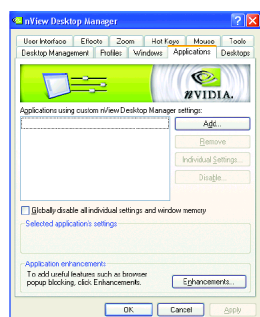 nView Desktop Manager
User Interface Effects Zoom Hot Keys Mouse Tools
Desktop Management Profiles Windows Applications Desktops
nVIDIA.
Applications using custom nView Desktop Manager settings:
Add...
Remove
Individual Settings...
Disable...
Globally disable all individual settings and window memory
Selected application's settings
Application enhancements
To add useful features such as browser
popup blocking, click Enhancements.
Enhancements...
OK Cancel Apply